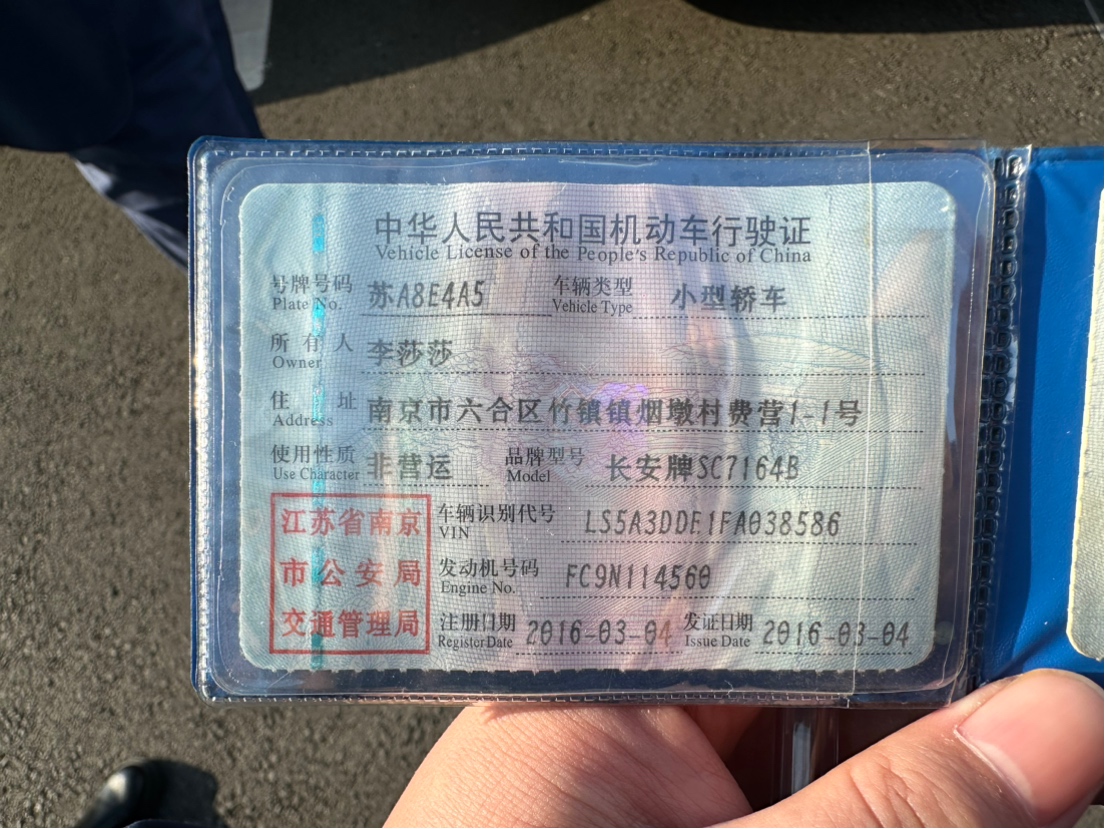 中华人民共和国机动车行驶证
Vehicle License of the People's Republic of China
号牌号码 苏A8E4A5 车辆类型 小型轿车
Plate No. Vehicle Type
所有人 李莎莎
Owner
住址 南京市六合区竹镇镇烟墩村费营1-1号
Address
使用性质 非营运 品牌型号 长安牌SC7164B
Use Character Model
车辆识别代号 LS5A3DDE1FA038586
VIN
发动机号码 FC9N114560
Engine No.
注册日期 2016-03-04 发证日期 2016-03-04
Register Date Issue Date
江苏省南京
市公安局
交通管理局